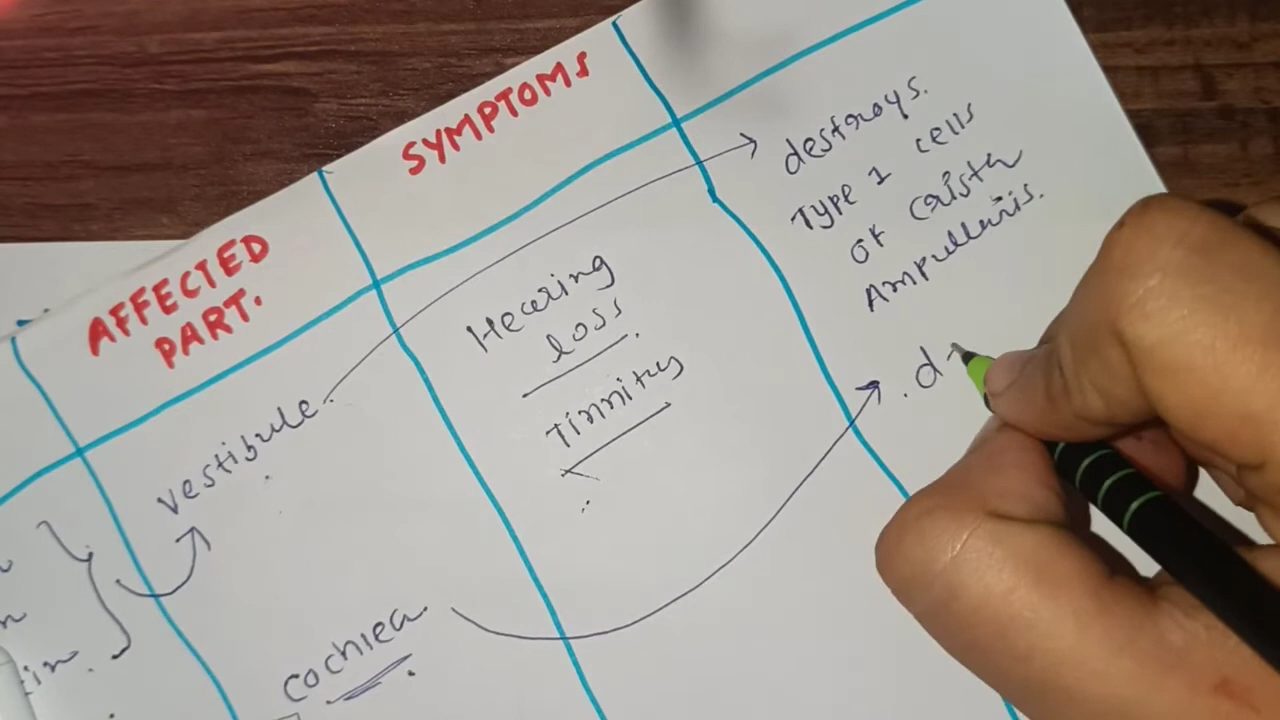 SYMPTOMS
AFFECTED
PART.
destroys.
Type 1 cells
of crista
Ampullaris.
Hearing
loss.
Tinnitus
vestibule.
cochlea.
. d